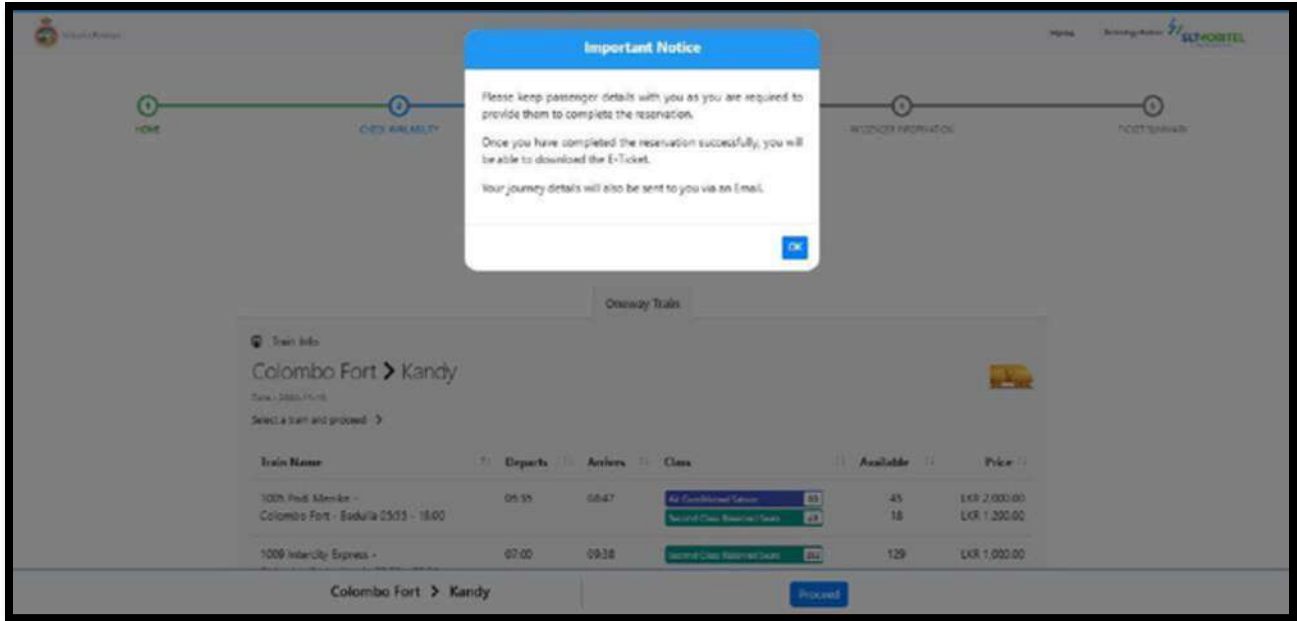 Important Notice
Home
SLTMOBITEL
Please keep passenger details with you as you are required to
provide them to complete the reservation.
Once you have completed the reservation successfully, you will
be able to download the E-Ticket.
Your journey details will also be sent to you via an Email.
OK
1
2
HOME
CHECK AVAILABILITY
PASSENGER INFORMATION
5
TICKET SUMMARY
Oneway Train
Train Info
Colombo Fort > Kandy
Select a train and proceed >
Train Name Departs Arrives Class Available Price
1005 Podi Menike - 05:55 08:47 Air Conditioned Saloon 45 LKR 2,000.00
Colombo Fort - Badulla 05:55 - 16:00 Second Class Reserved Seats 18 LKR 1,200.00
1009 Intercity Express - 07:00 09:38 Second Class Reserved Seats 129 LKR 1,000.00
Colombo Fort > Kandy Proceed